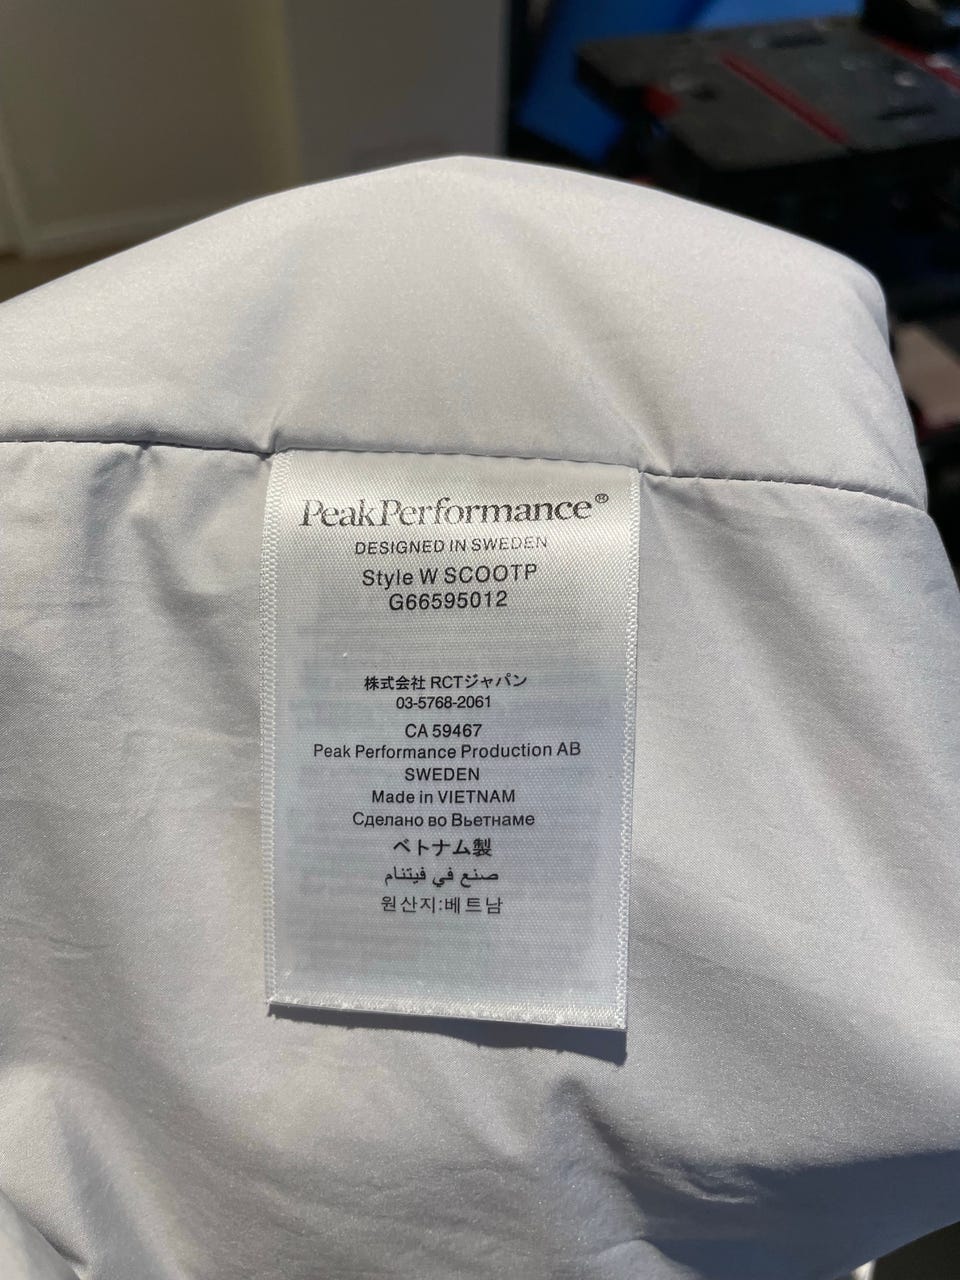 PeakPerformance®
DESIGNED IN SWEDEN
Style W SCOOTP
G66595012
株式会社 RCTジャパン
03-5768-2061
CA 59467
Peak Performance Production AB
SWEDEN
Made in VIETNAM
Сделано во Вьетнаме
ベトナム製
صنع في فيتنام
원산지:베트남